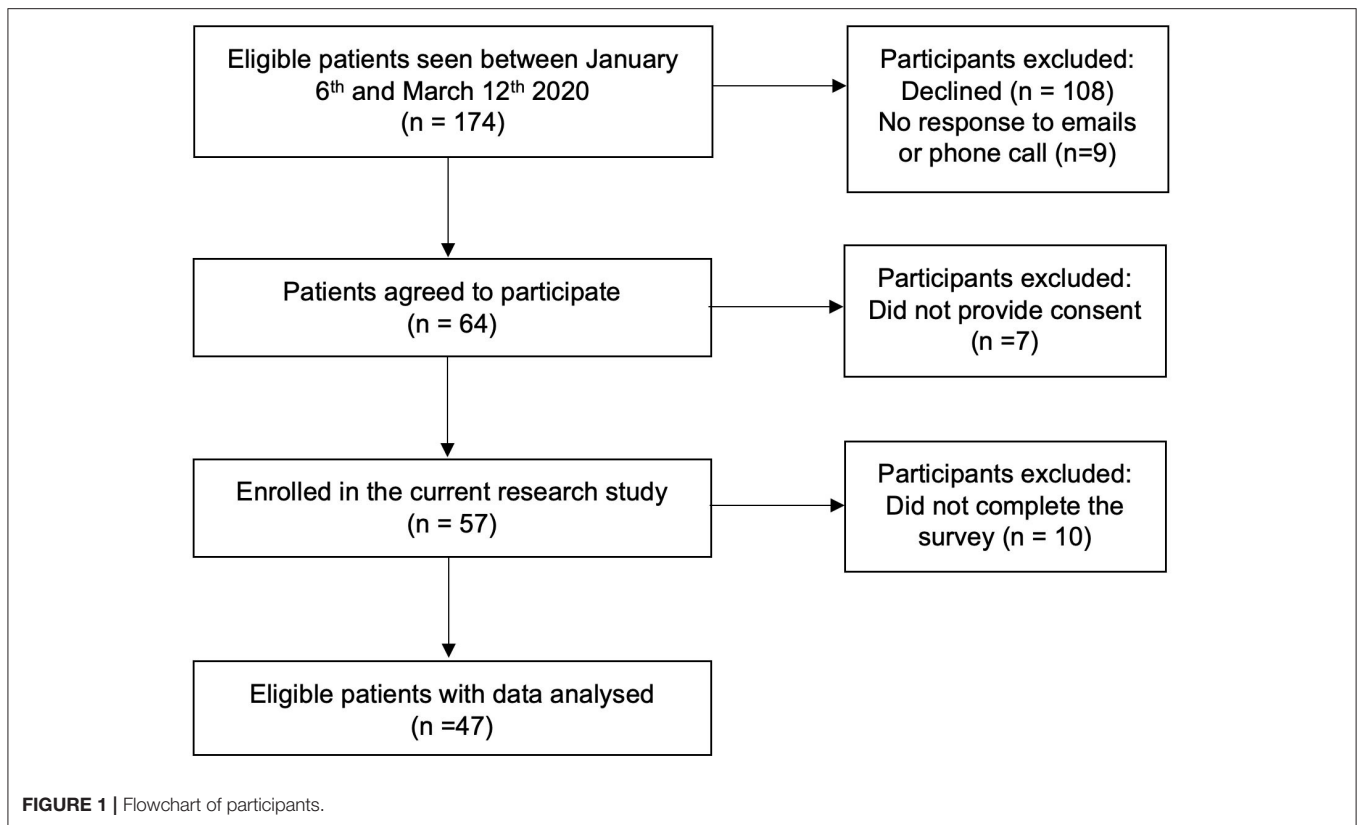 Eligible patients seen between January
6th and March 12th 2020
(n = 174)
Participants excluded:
Declined (n = 108)
No response to emails
or phone call (n=9)
Patients agreed to participate
(n = 64)
Participants excluded:
Did not provide consent
(n =7)
Enrolled in the current research study
(n = 57)
Participants excluded:
Did not complete the
survey (n = 10)
Eligible patients with data analysed
(n =47)
FIGURE 1 | Flowchart of participants.